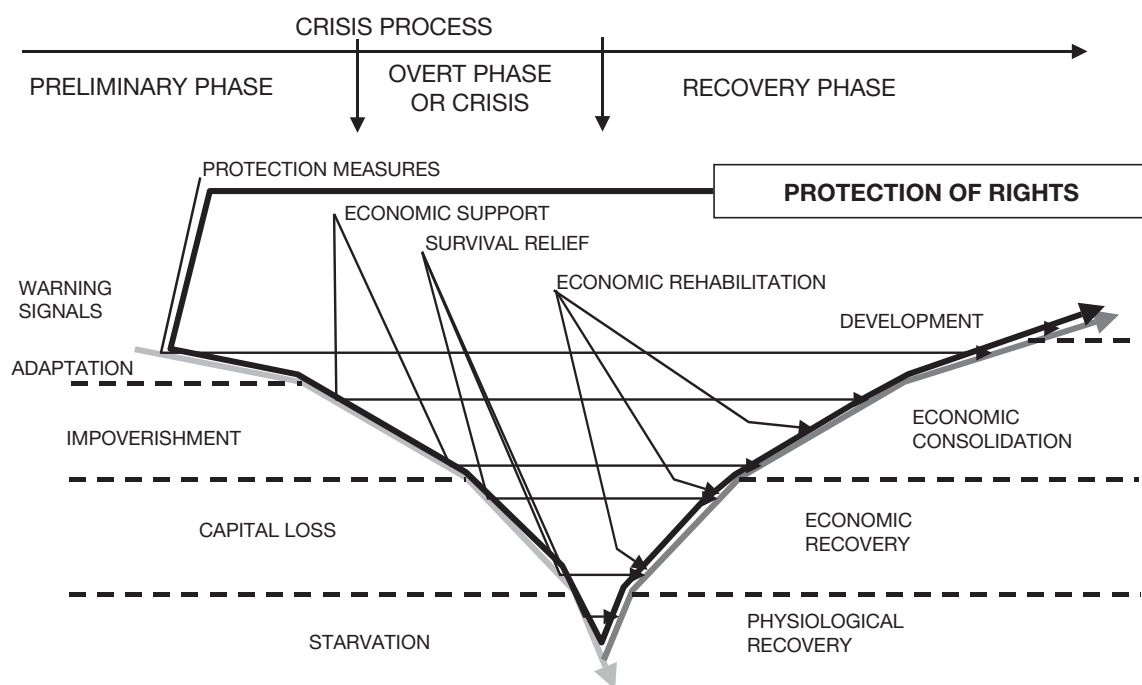 CRISIS PROCESS
PRELIMINARY PHASE
OVERT PHASE
OR CRISIS
RECOVERY PHASE
PROTECTION MEASURES
PROTECTION OF RIGHTS
ECONOMIC SUPPORT
SURVIVAL RELIEF
ECONOMIC REHABILITATION
WARNING
SIGNALS
DEVELOPMENT
ADAPTATION
IMPOVERISHMENT
ECONOMIC
CONSOLIDATION
CAPITAL LOSS
ECONOMIC
RECOVERY
STARVATION
PHYSIOLOGICAL
RECOVERY